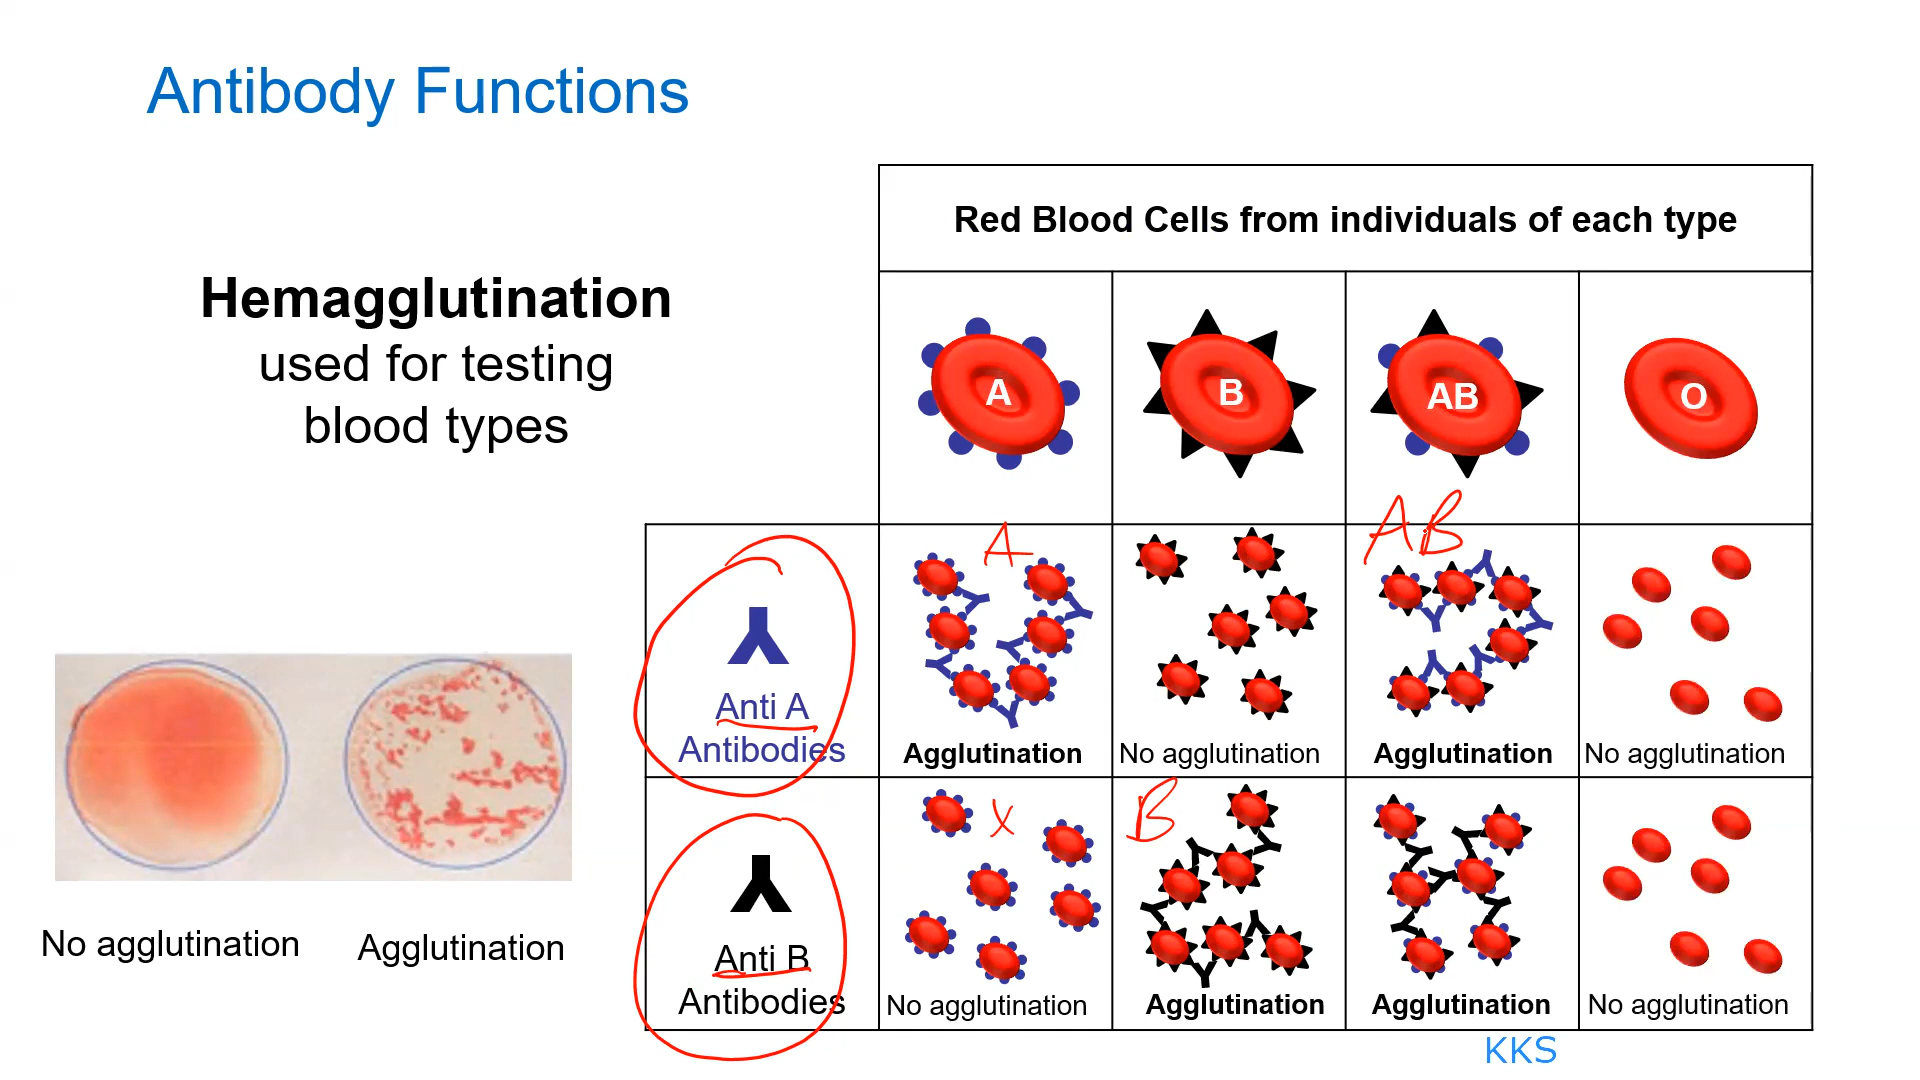 Antibody Functions
Hemagglutination
used for testing
blood types
No agglutination
Agglutination
Red Blood Cells from individuals of each type
A
B
AB
O
Anti A
Antibodies
A
AB
Agglutination
No agglutination
Agglutination
No agglutination
Anti B
Antibodies
X
B
No agglutination
Agglutination
Agglutination
No agglutination
KKS